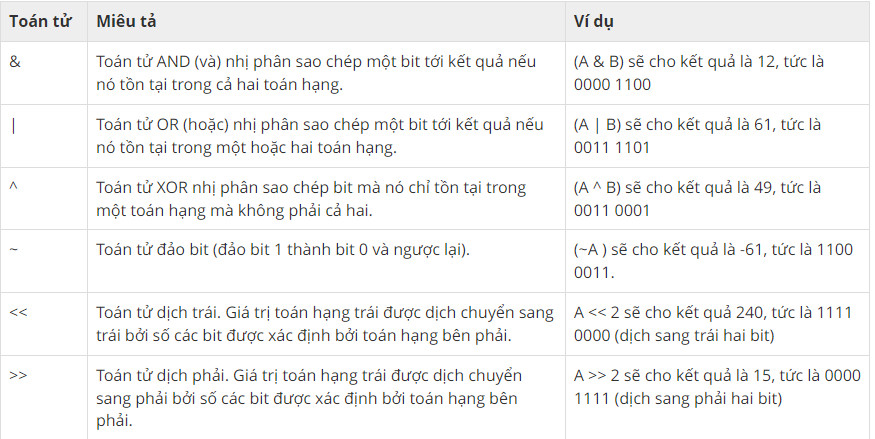 Toán tử Miêu tả Ví dụ
& Toán tử AND (và) nhị phân sao chép một bit tới kết quả nếu
nó tồn tại trong cả hai toán hạng.
(A & B) sẽ cho kết quả là 12, tức là
0000 1100
| Toán tử OR (hoặc) nhị phân sao chép một bit tới kết quả nếu
nó tồn tại trong một hoặc hai toán hạng.
(A | B) sẽ cho kết quả là 61, tức là
0011 1101
^ Toán tử XOR nhị phân sao chép bit mà nó chỉ tồn tại trong
một toán hạng mà không phải cả hai.
(A ^ B) sẽ cho kết quả là 49, tức là
0011 0001
~ Toán tử đảo bit (đảo bit 1 thành bit 0 và ngược lại).
(~A ) sẽ cho kết quả là -61, tức là 1100
0011.
<< Toán tử dịch trái. Giá trị toán hạng trái được dịch chuyển sang
trái bởi số các bit được xác định bởi toán hạng bên phải.
A << 2 sẽ cho kết quả 240, tức là 1111
0000 (dịch sang trái hai bit)
>> Toán tử dịch phải. Giá trị toán hạng trái được dịch chuyển
sang phải bởi số các bit được xác định bởi toán hạng bên
phải.
A >> 2 sẽ cho kết quả là 15, tức là 0000
1111 (dịch sang phải hai bit)